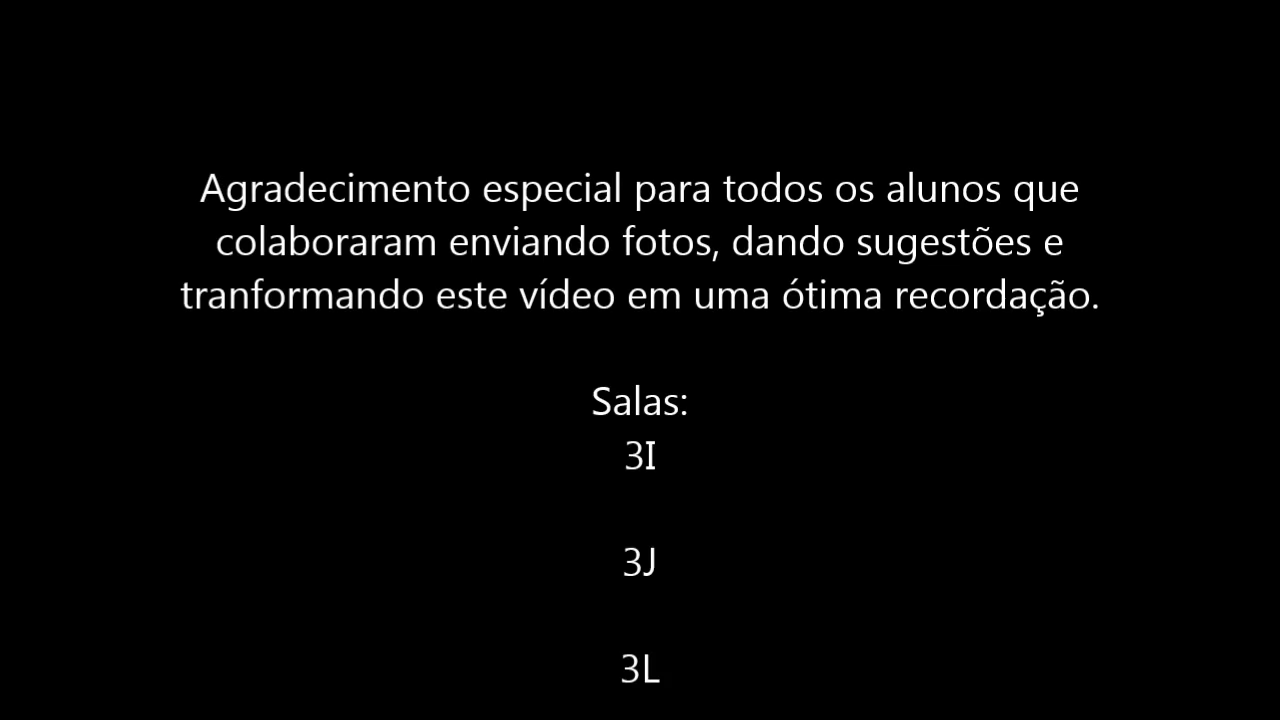 Agradecimento especial para todos os alunos que
colaboraram enviando fotos, dando sugestões e
tranformando este vídeo em uma ótima recordação.
Salas:
3I
3J
3L